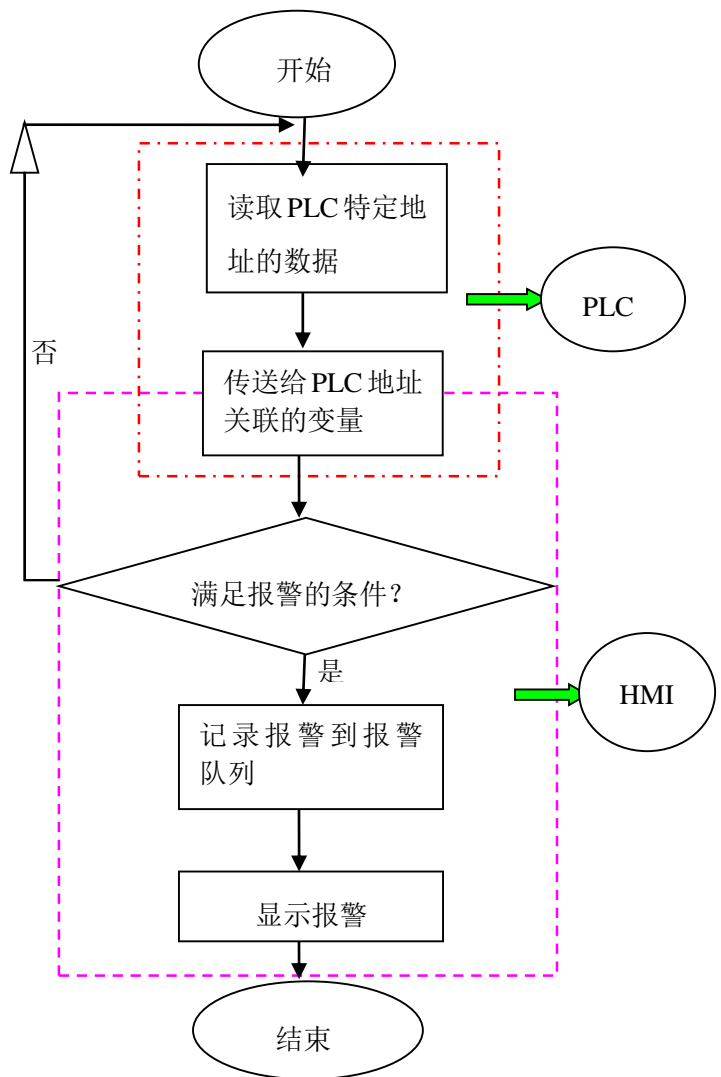 开始
读取PLC特定地
址的数据
PLC
否
传送给PLC地址
关联的变量
满足报警的条件?
是
HMI
记录报警到报警
队列
显示报警
结束